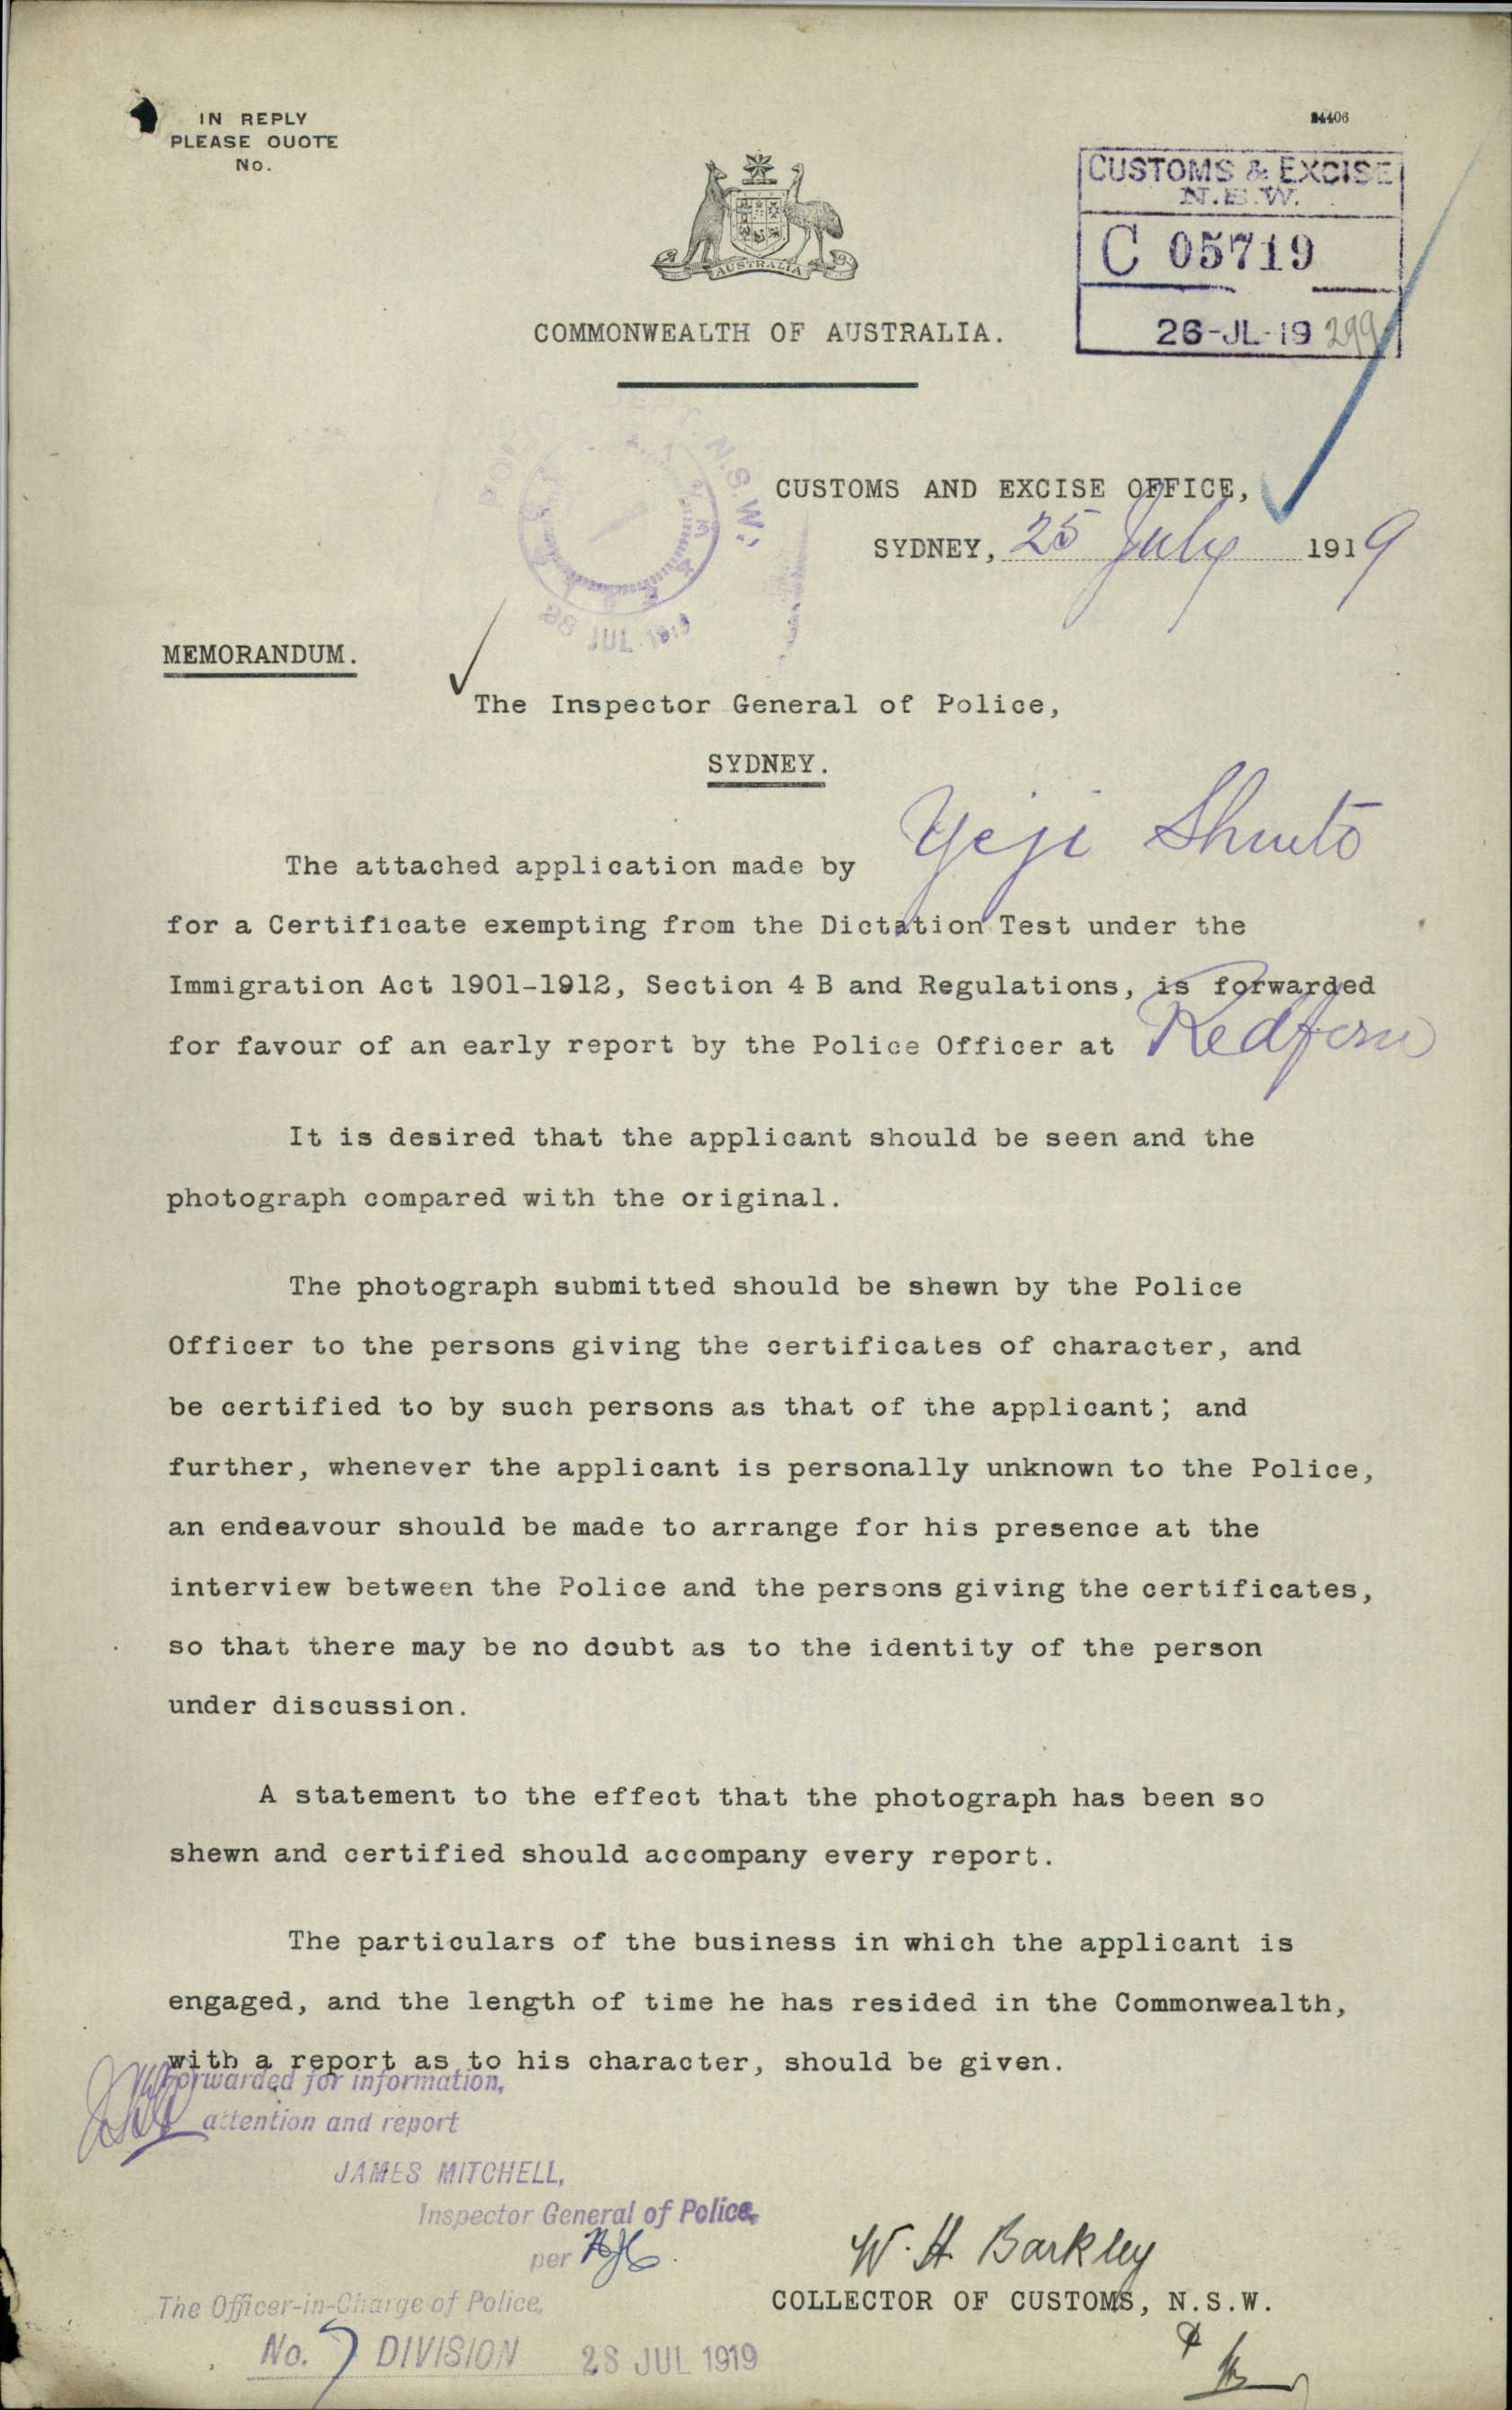 IN REPLY
PLEASE QUOTE
No.
CUSTOMS & EXCISE
N.S.W.
C 05719
26-JL-19 299
AUSTRALIA
COMMONWEALTH OF AUSTRALIA.
N.S.W.
28 JUL 1919
CUSTOMS AND EXCISE OFFICE,
SYDNEY, 25 July 1919
MEMORANDUM.
The Inspector General of Police,
SYDNEY.
The attached application made by Yeji Shuto
for a Certificate exempting from the Dictation Test under the
Immigration Act 1901-1912, Section 4 B and Regulations, is forwarded
for favour of an early report by the Police Officer at Redfern
It is desired that the applicant should be seen and the
photograph compared with the original.
The photograph submitted should be shewn by the Police
Officer to the persons giving the certificates of character, and
be certified to by such persons as that of the applicant; and
further, whenever the applicant is personally unknown to the Police,
an endeavour should be made to arrange for his presence at the
interview between the Police and the persons giving the certificates,
so that there may be no doubt as to the identity of the person
under discussion.
A statement to the effect that the photograph has been so
shewn and certified should accompany every report.
The particulars of the business in which the applicant is
engaged, and the length of time he has resided in the Commonwealth,
with a report as to his character, should be given.
Forwarded for information,
attention and report
JAMES MITCHELL,
Inspector General of Police.
per
W. H. Barkley
COLLECTOR OF CUSTOMS, N.S.W.
The Officer-in-Charge of Police,
No. 7 DIVISION 28 JUL 1919